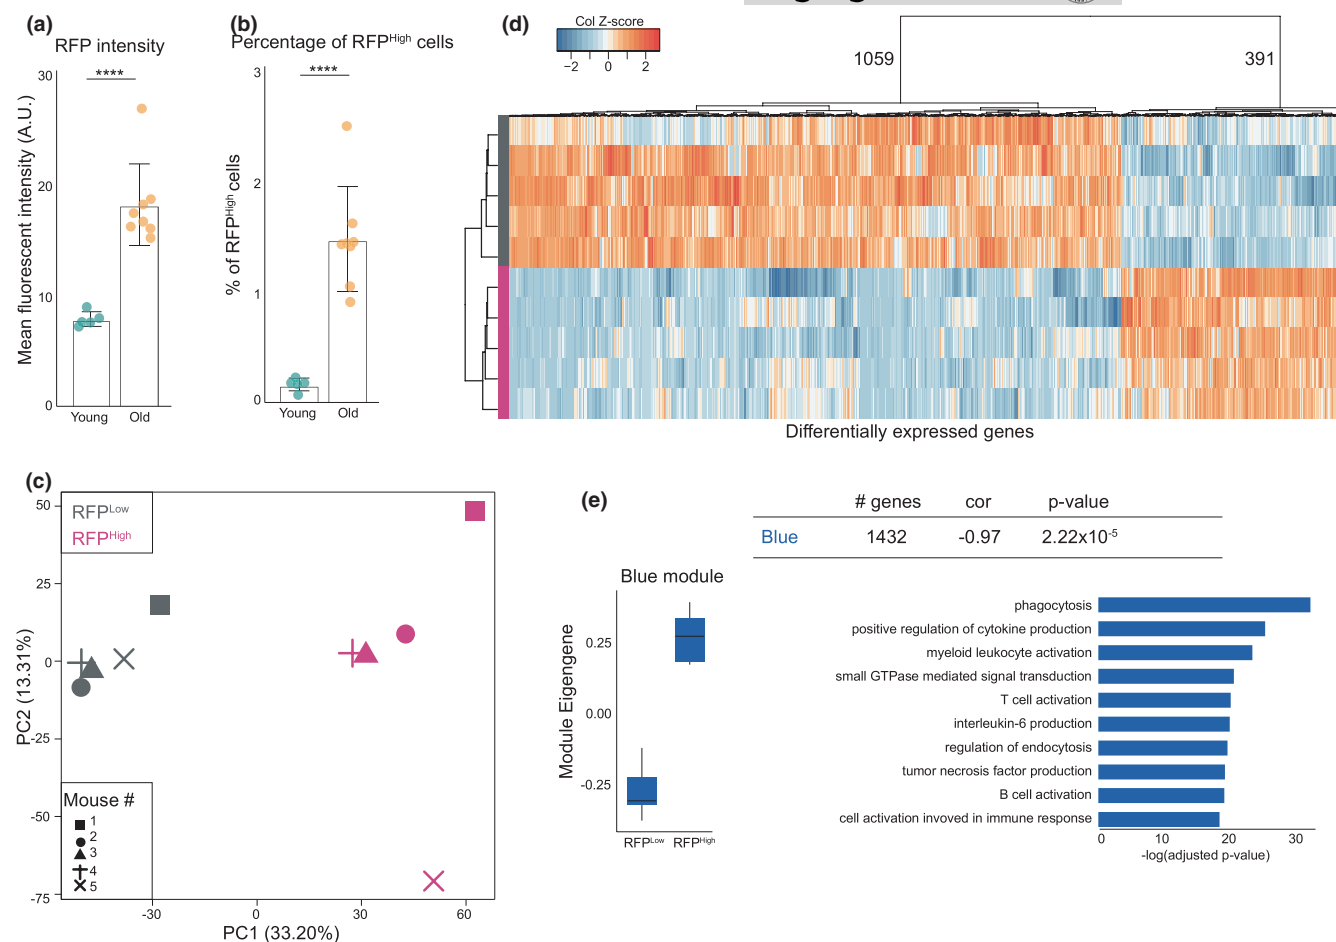 (a)
RFP intensity
****
Mean fluorescent intensity (A.U.)
30
20
10
0
Young
Old
(b)
Percentage of RFPHigh cells
****
% of RFPHigh cells
3
2
1
0
Young
Old
(d)
Col Z-score
−2 0 2
1059
391
Differentially expressed genes
(c)
RFPLow
RFPHigh
PC2 (13.31%)
50
25
0
-25
-50
-75
Mouse #
1
2
3
4
5
-30 0 30 60
PC1 (33.20%)
(e)
# genes cor p-value
Blue 1432 -0.97 2.22x10-5
Blue module
Module Eigengene
0.25
0.00
-0.25
RFPLow RFPHigh
phagocytosis
positive regulation of cytokine production
myeloid leukocyte activation
small GTPase mediated signal transduction
T cell activation
interleukin-6 production
regulation of endocytosis
tumor necrosis factor production
B cell activation
cell activation invoved in immune response
0 10 20 30
-log(adjusted p-value)